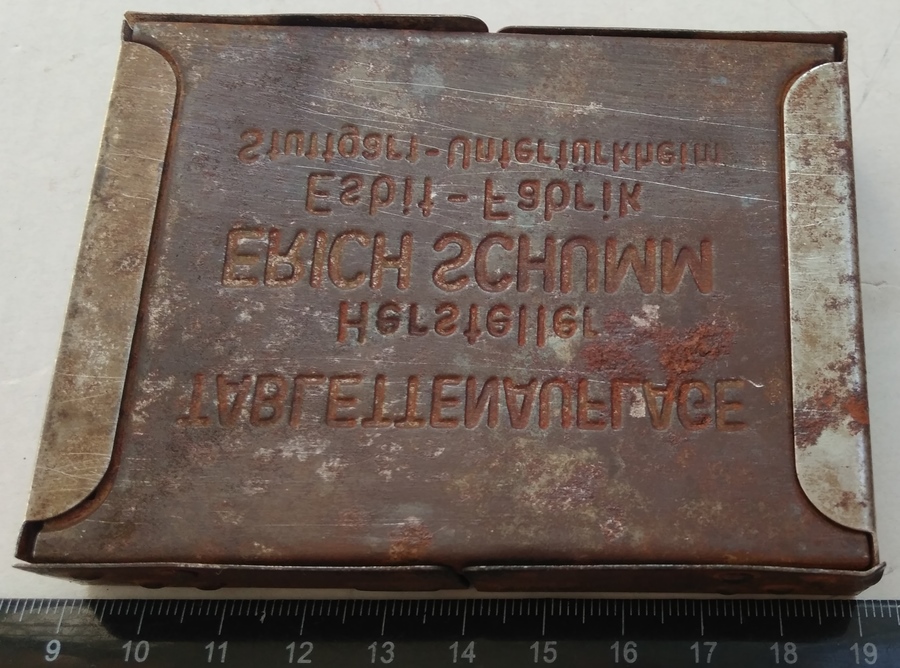 TABLETTENAUFLAGE
Hersteller
ERICH SCHUMM
Esbit-Fabrik
Stuttgart-Untertürkheim
9 10 11 12 13 14 15 16 17 18 19